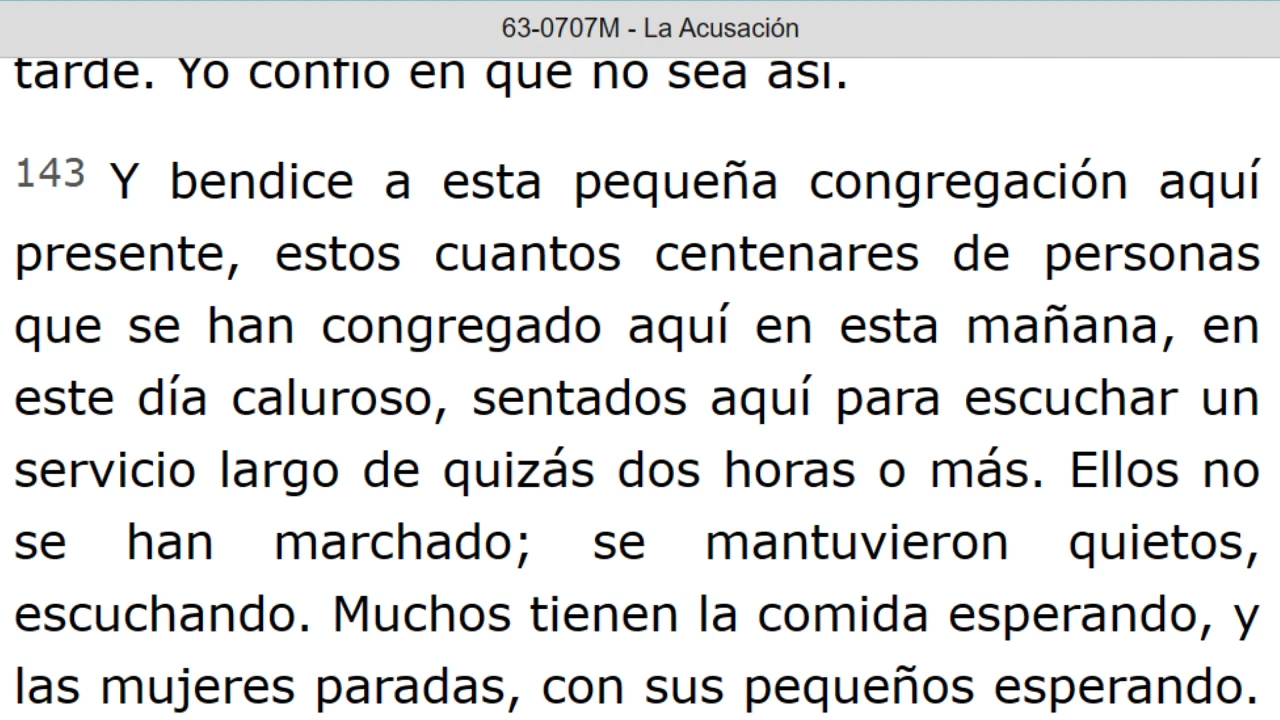 63-0707M - La Acusación
tarde. Yo confío en que no sea así.
143 Y bendice a esta pequeña congregación aquí
presente, estos cuantos centenares de personas
que se han congregado aquí en esta mañana, en
este día caluroso, sentados aquí para escuchar un
servicio largo de quizás dos horas o más. Ellos no
se han marchado; se mantuvieron quietos,
escuchando. Muchos tienen la comida esperando, y
las mujeres paradas, con sus pequeños esperando.